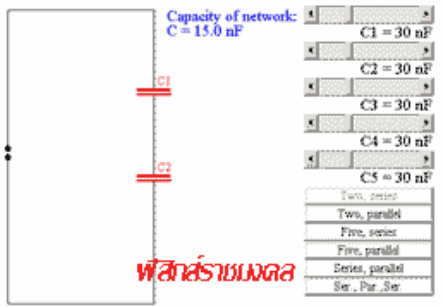 Capacity of network:
C = 15.0 nF
C1
C2
C1 = 30 nF
C2 = 30 nF
C3 = 30 nF
C4 = 30 nF
C5 = 30 nF
Two, series
Two, parallel
Five, series
Five, parallel
Series, parallel
Ser., Par.,Ser.
ฟิสิกส์ราชมงคล